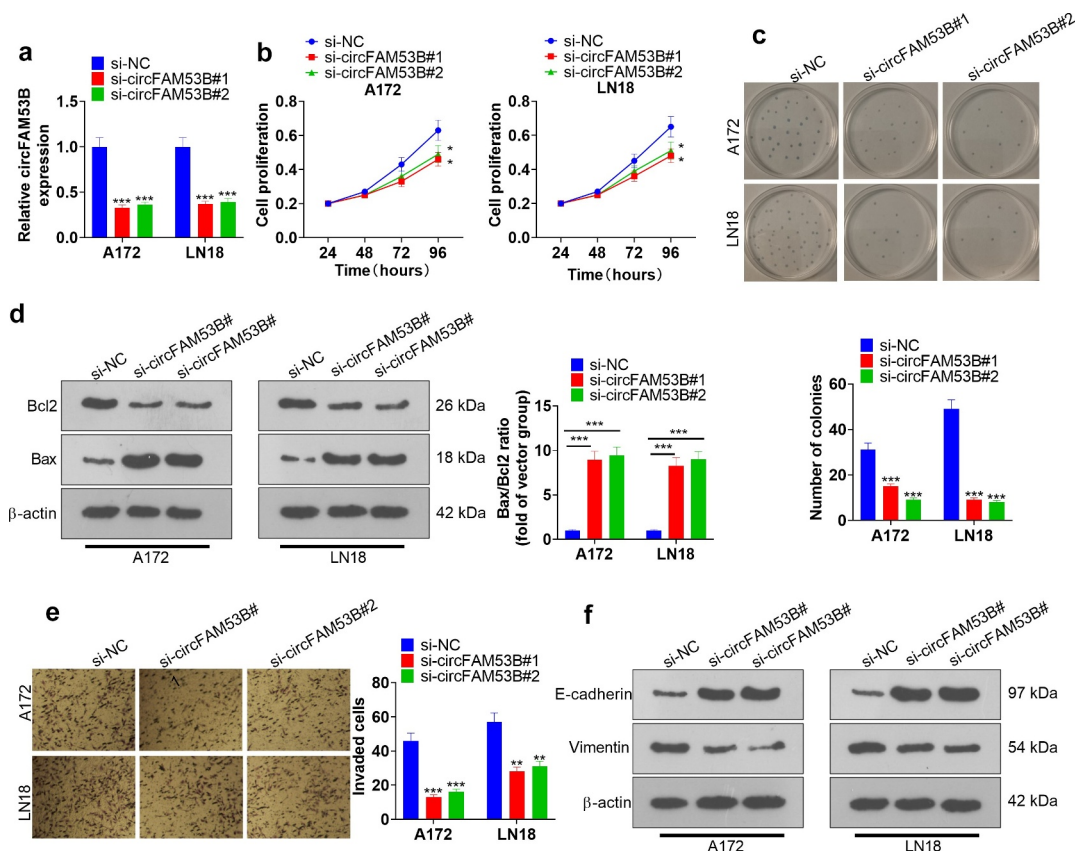 a
si-NC
si-circFAM53B#1
si-circFAM53B#2
Relative circFAM53B
expression
1.5
1.0
0.5
0.0
*** ***
*** ***
A172
LN18
b
si-NC
si-circFAM53B#1
si-circFAM53B#2
A172
Cell proliferation
0.8
0.6
0.4
0.2
0.0
*
*
24 48 72 96
Time(hours)
si-NC
si-circFAM53B#1
si-circFAM53B#2
LN18
Cell proliferation
0.8
0.6
0.4
0.2
0.0
*
*
24 48 72 96
Time(hours)
c
si-NC
si-circFAM53B#1
si-circFAM53B#2
A172
LN18
si-NC
si-circFAM53B#1
si-circFAM53B#2
Number of colonies
60
40
20
0
***
***
*** ***
A172
LN18
d
si-NC
si-circFAM53B#
si-circFAM53B#
si-NC
si-circFAM53B#
si-circFAM53B#
Bcl2
26 kDa
Bax
18 kDa
β-actin
42 kDa
A172
LN18
si-NC
si-circFAM53B#1
si-circFAM53B#2
Bax/Bcl2 ratio
(fold of vector group)
15
10
5
0
***
***
***
***
A172
LN18
e
si-NC
si-circFAM53B#
si-circFAM53B#2
A172
LN18
si-NC
si-circFAM53B#1
si-circFAM53B#2
Invaded cells
80
60
40
20
0
*** ***
** **
A172
LN18
f
si-NC
si-circFAM53B#
si-circFAM53B#
si-NC
si-circFAM53B#
si-circFAM53B#
E-cadherin
97 kDa
Vimentin
54 kDa
β-actin
42 kDa
A172
LN18